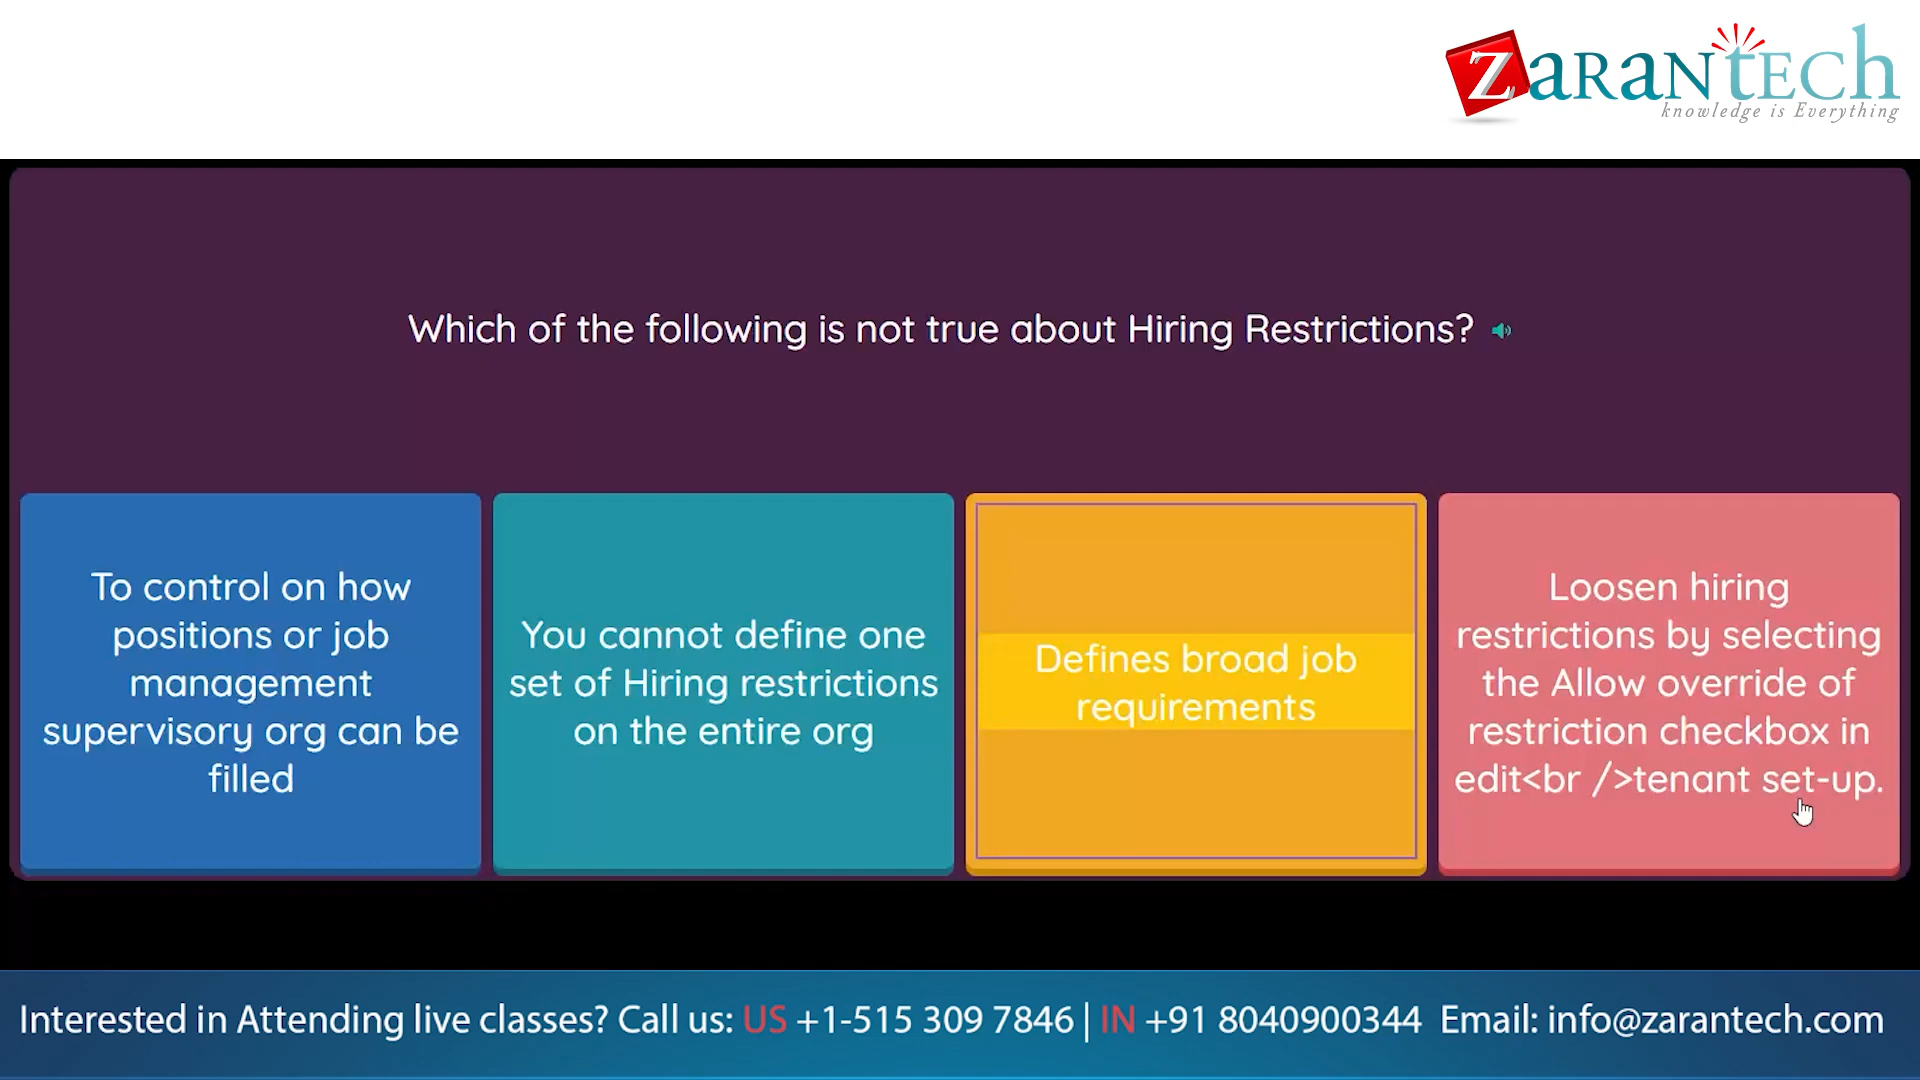 ZaranTech
knowledge is Everything
Which of the following is not true about Hiring Restrictions?
To control on how
positions or job
management
supervisory org can be
filled
You cannot define one
set of Hiring restrictions
on the entire org
Defines broad job
requirements
Loosen hiring
restrictions by selecting
the Allow override of
restriction checkbox in
edit<br />tenant set-up.
Interested in Attending live classes? Call us: US +1-515 309 7846 | IN +91 8040900344 Email: info@zarantech.com